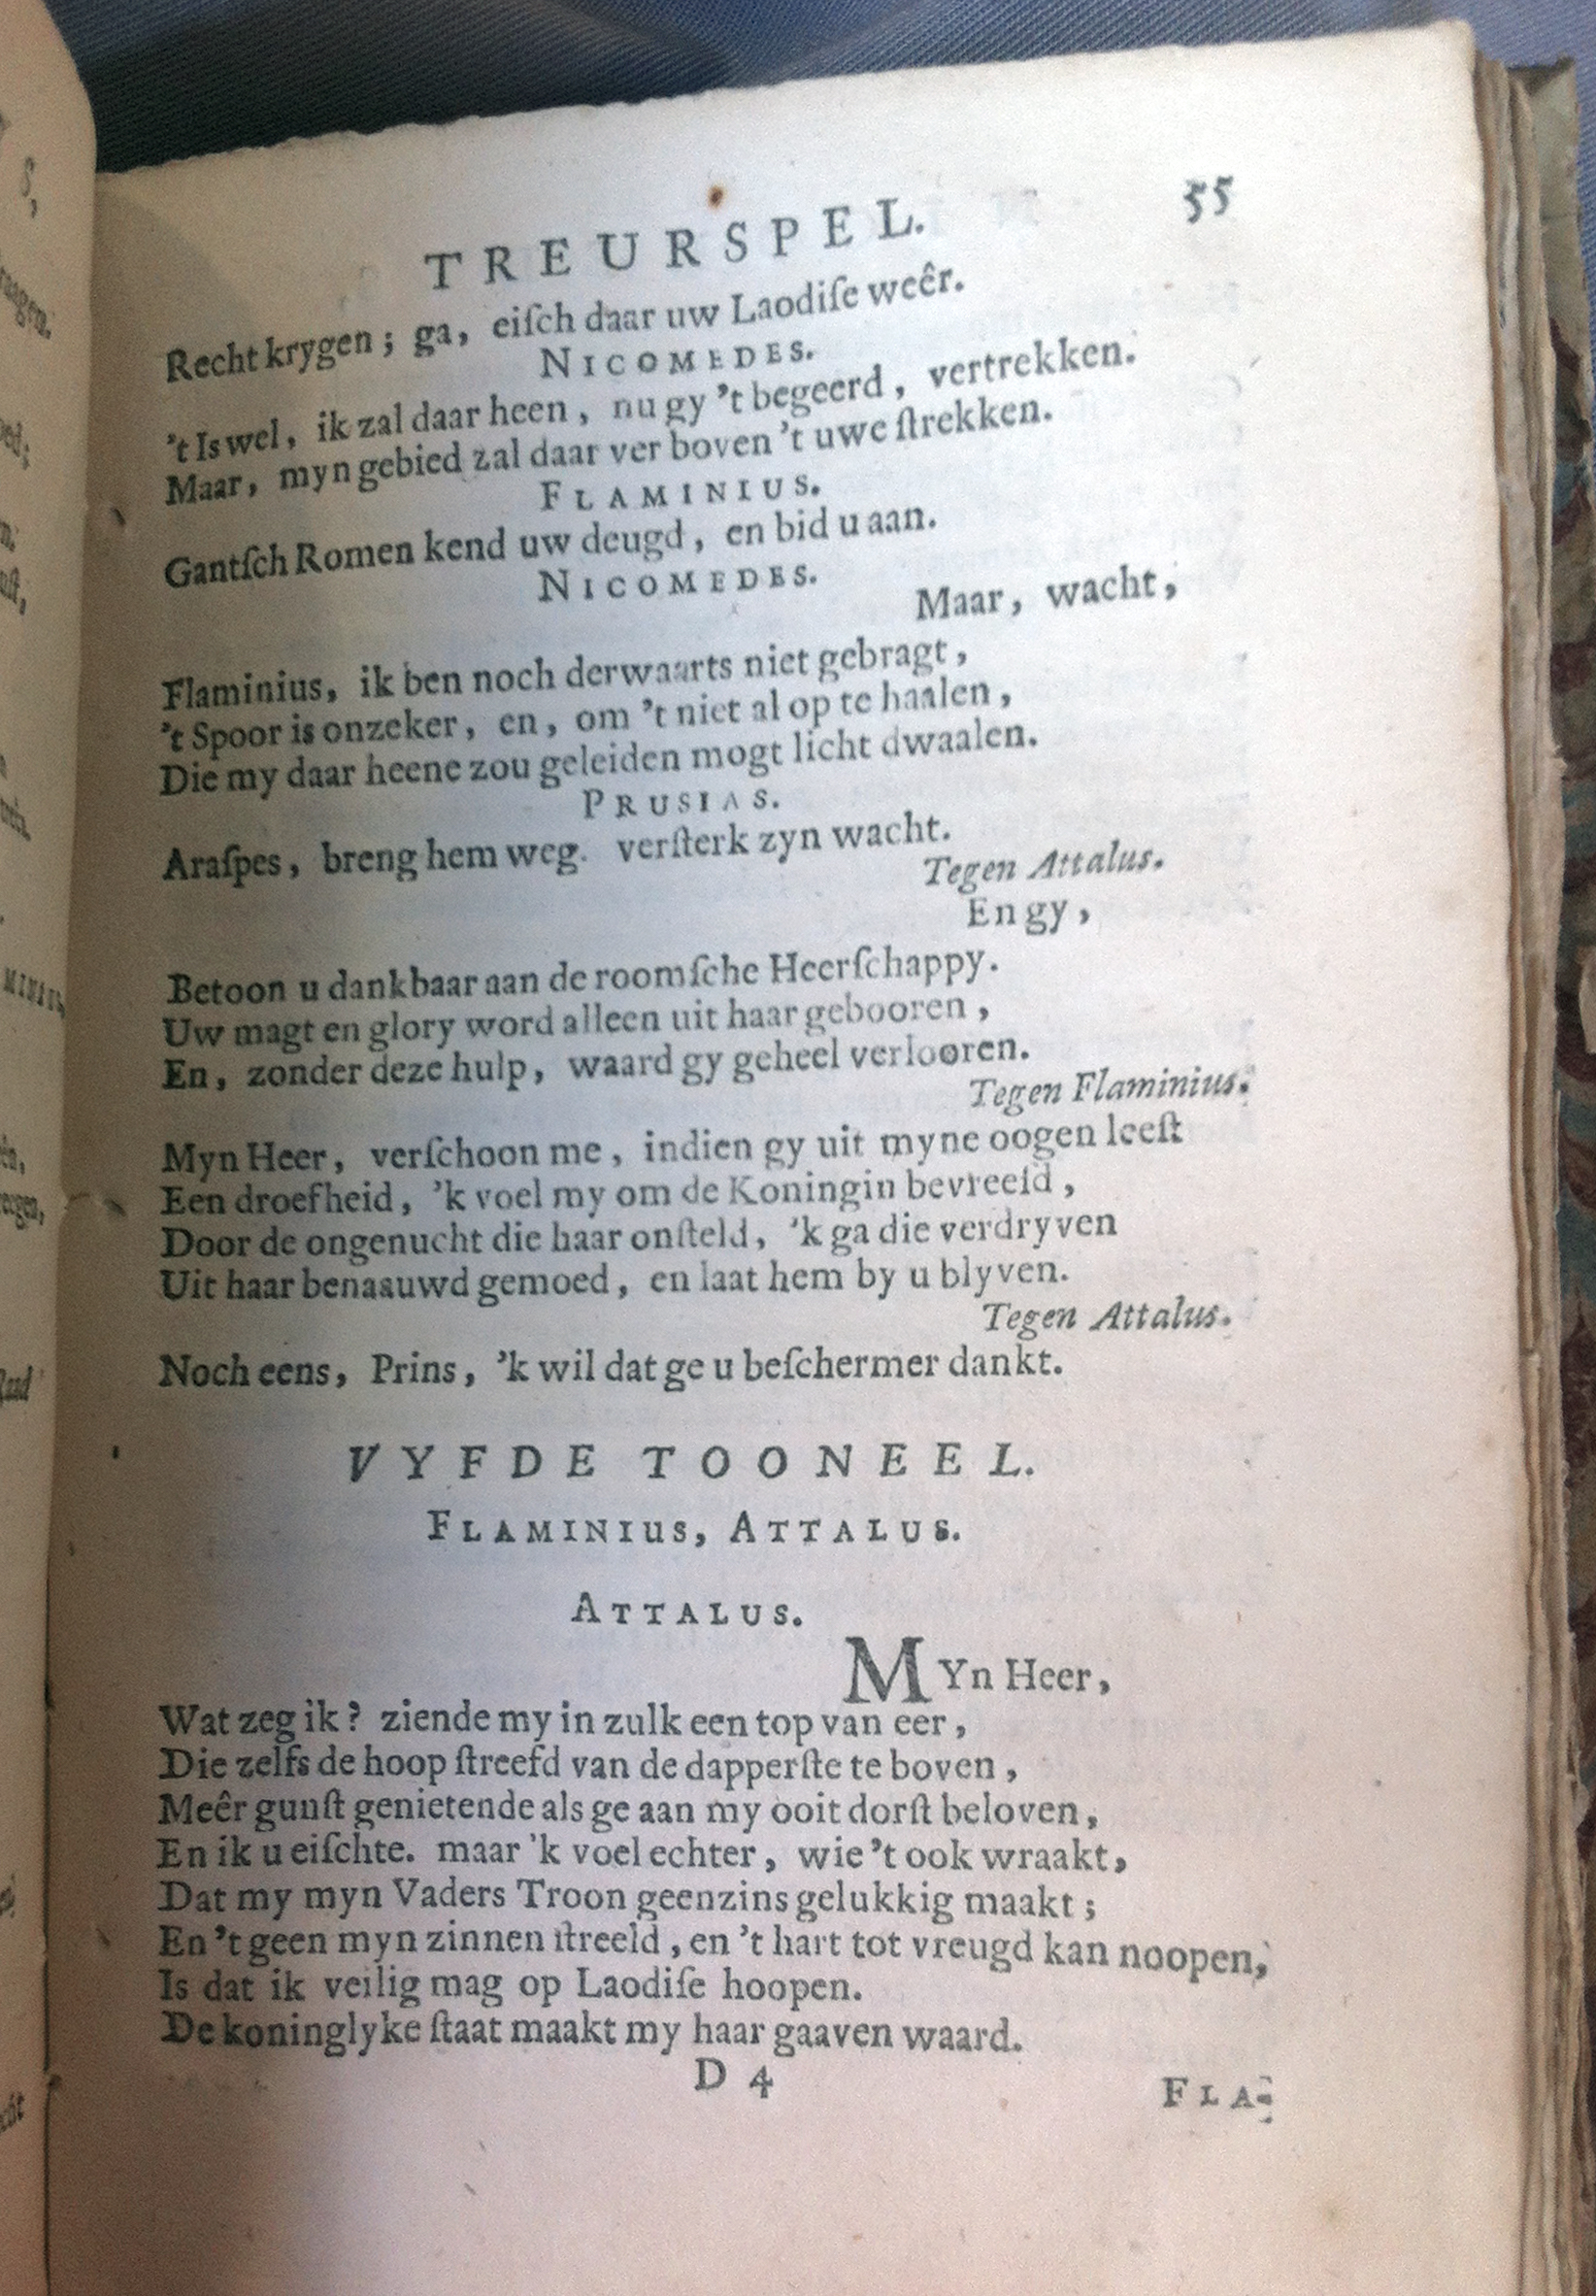 TREURSPEL. 55
Recht krygen; ga, eiſch daar uw Laodiſe weêr.
NICOMEDES.
't Is wel, ik zal daar heen, nu gy 't begeerd, vertrekken.
Maar, myn gebied zal daar ver boven 't uwe ſtrekken.
FLAMINIUS.
Gantſch Romen kend uw deugd, en bid u aan.
NICOMEDES.
Maar, wacht,
Flaminius, ik ben noch derwaarts niet gebragt,
't Spoor is onzeker, en, om 't niet al op te haalen,
Die my daar heene zou geleiden mogt licht dwaalen.
PRUSIAS.
Araſpes, breng hem weg. verſterk zyn wacht.
Tegen Attalus.
En gy,
Betoon u dankbaar aan de roomſche Heerſchappy.
Uw magt en glory word alleen uit haar gebooren,
En, zonder deze hulp, waard gy geheel verlooren.
Tegen Flaminius.
Myn Heer, verſchoon me, indien gy uit myne oogen leeſt
Een droefheid, 'k voel my om de Koningin bevreeſd,
Door de ongenucht die haar onſteld, 'k ga die verdryven
Uit haar benaauwd gemoed, en laat hem by u blyven.
Tegen Attalus.
Noch eens, Prins, 'k wil dat ge u beſchermer dankt.
VYFDE TOONEEL.
FLAMINIUS, ATTALUS.
ATTALUS.
MYn Heer,
Wat zeg ik? ziende my in zulk een top van eer,
Die zelfs de hoop ſtreefd van de dapperſte te boven,
Meêr gunſt genietende als ge aan my ooit dorſt beloven,
En ik u eiſchte. maar 'k voel echter, wie 't ook wraakt,
Dat my myn Vaders Troon geenzins gelukkig maakt;
En 't geen myn zinnen ſtreeld, en 't hart tot vreugd kan noopen,
Is dat ik veilig mag op Laodiſe hoopen.
De koninglyke ſtaat maakt my haar gaaven waard.
D 4 FLA-